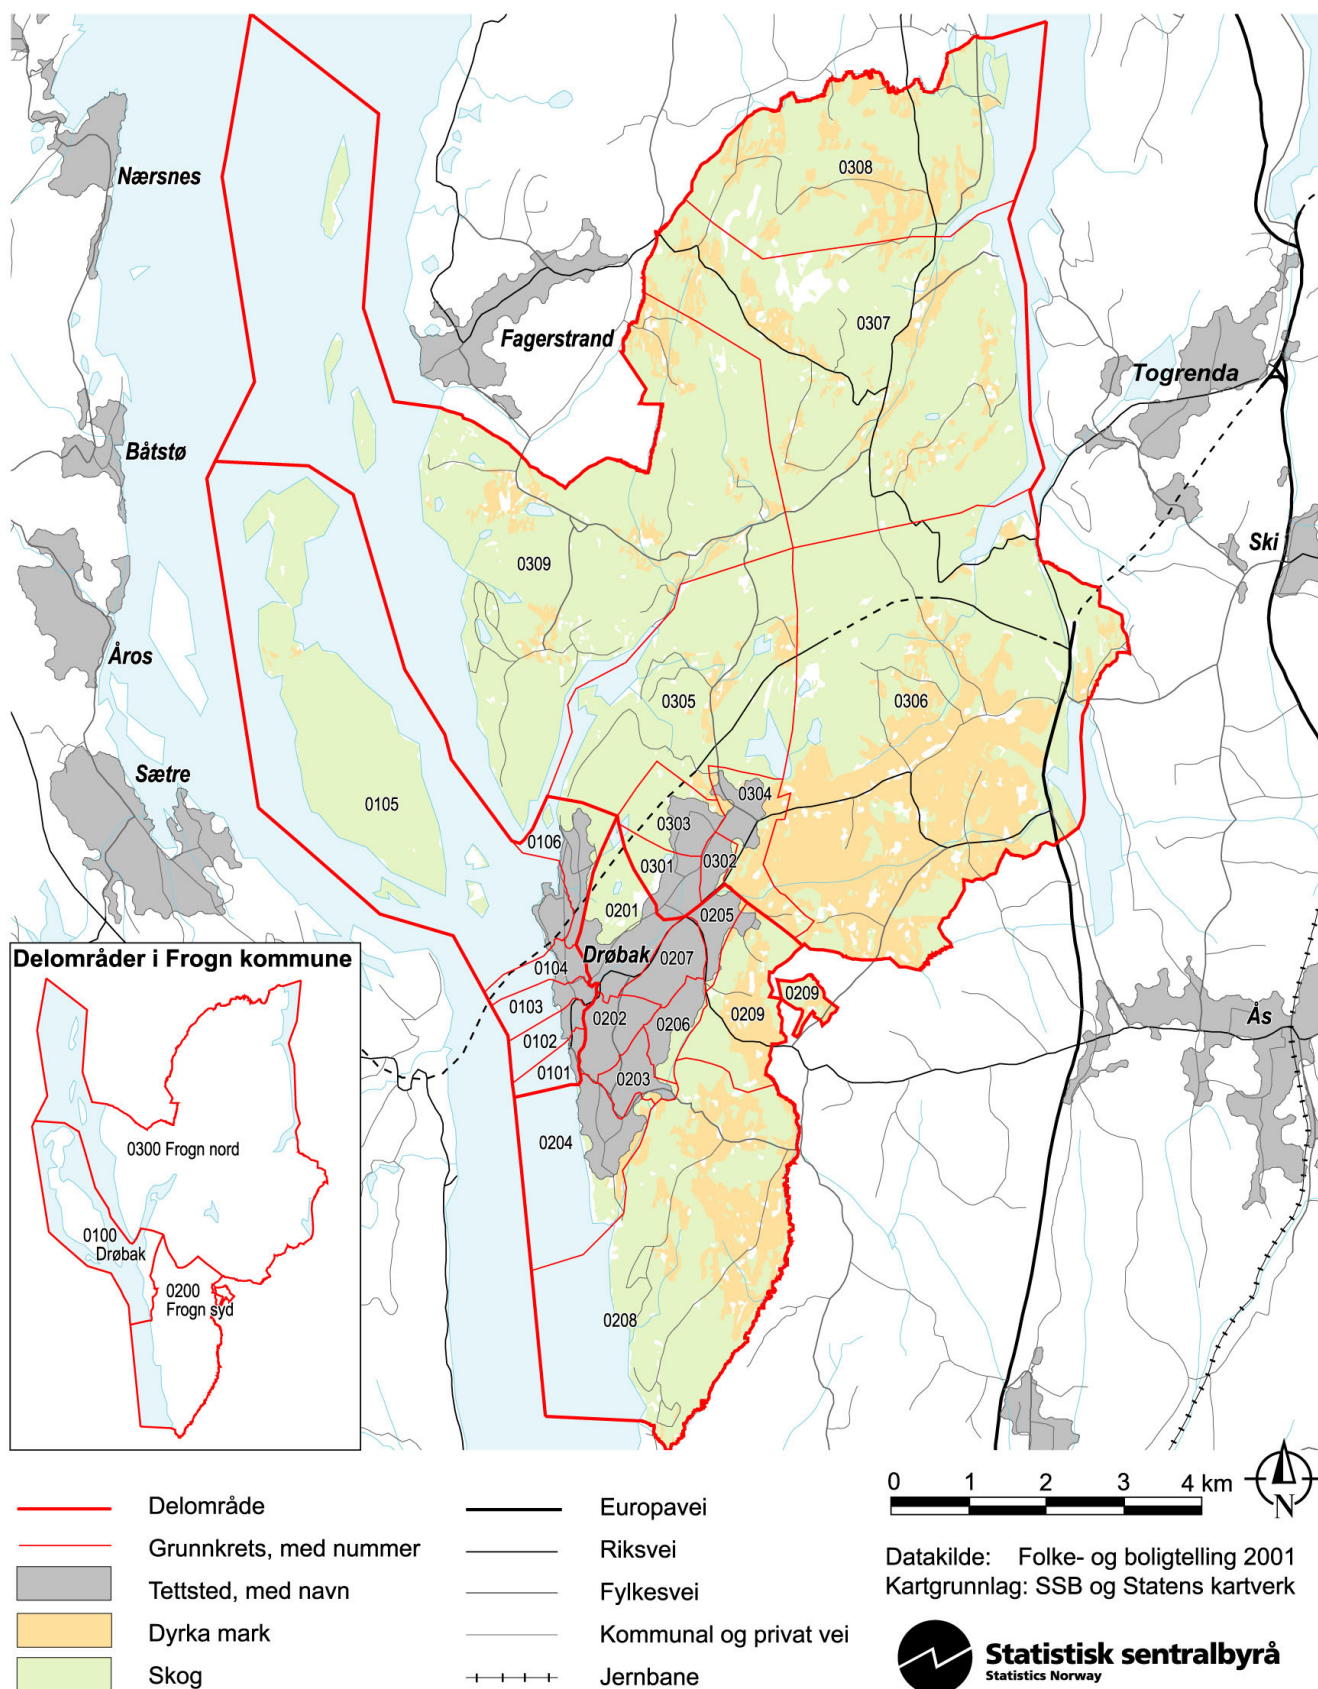 Nærsnes
0308
Fagerstrand
0307
Togrenda
Båtstø
Ski
0309
Åros
0305
0306
Sætre
0105
0304
0303
0106
0301
0302
0201
0205
Drøbak
0207
0104
0209
0209
0103
0202
0206
Ås
0102
0101
0203
0204
0208
Delområder i Frogn kommune
0300 Frogn nord
0100
Drøbak
0200
Frogn syd
Delområde
Grunnkrets, med nummer
Tettsted, med navn
Dyrka mark
Skog
Europavei
Riksvei
Fylkesvei
Kommunal og privat vei
Jernbane
0 1 2 3 4 km
N
Datakilde: Folke- og boligtelling 2001
Kartgrunnlag: SSB og Statens kartverk
Statistisk sentralbyrå
Statistics Norway